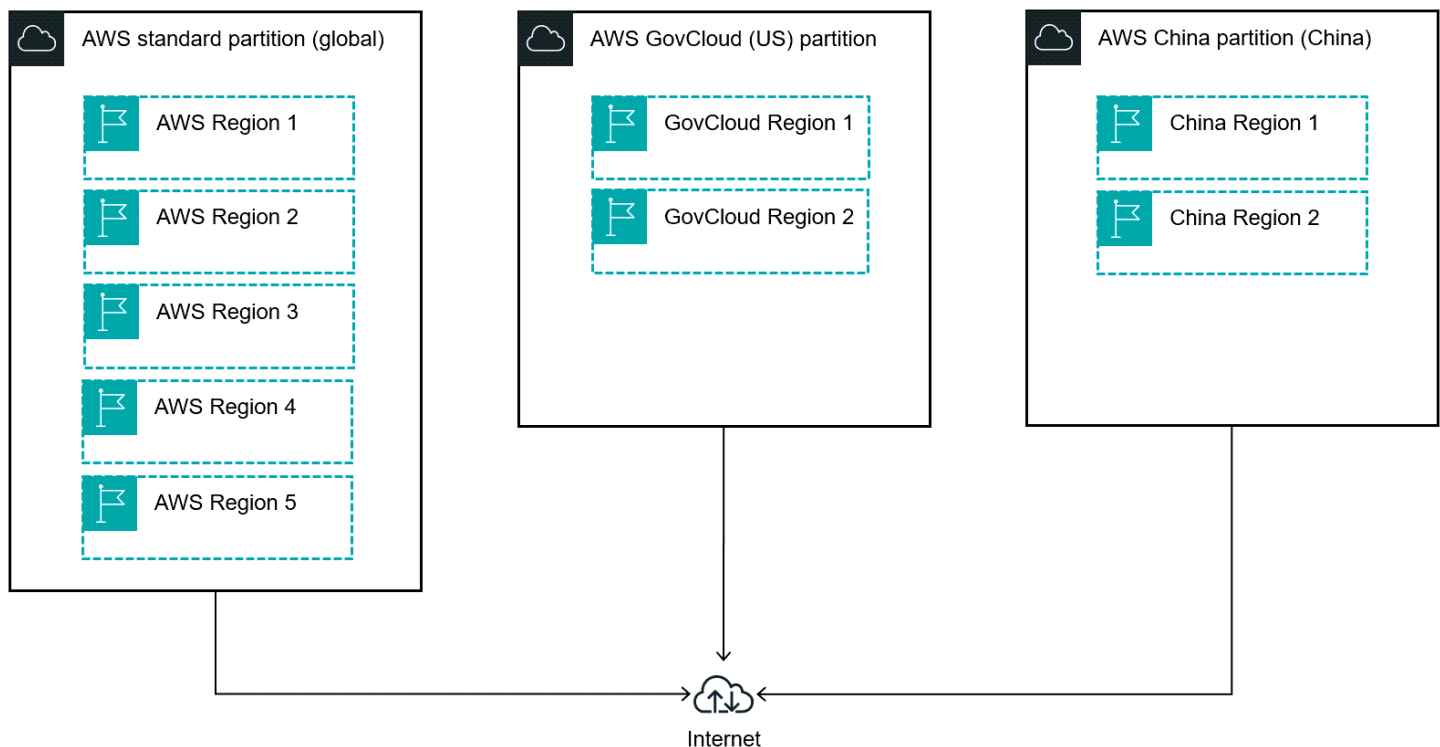 AWS standard partition (global)
AWS Region 1
AWS Region 2
AWS Region 3
AWS Region 4
AWS Region 5
AWS GovCloud (US) partition
GovCloud Region 1
GovCloud Region 2
AWS China partition (China)
China Region 1
China Region 2
Internet